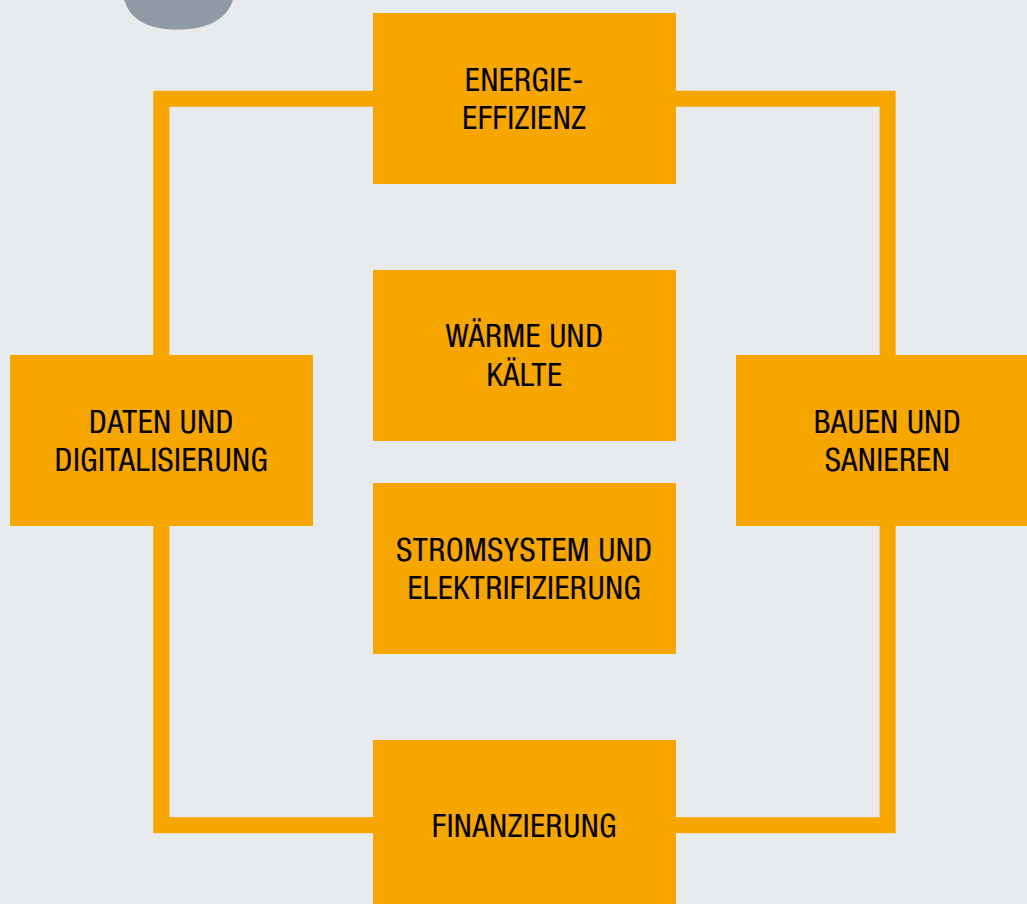 ENERGIE-
EFFIZIENZ
WÄRME UND
KÄLTE
DATEN UND
DIGITALISIERUNG
BAUEN UND
SANIEREN
STROMSYSTEM UND
ELEKTRIFIZIERUNG
FINANZIERUNG